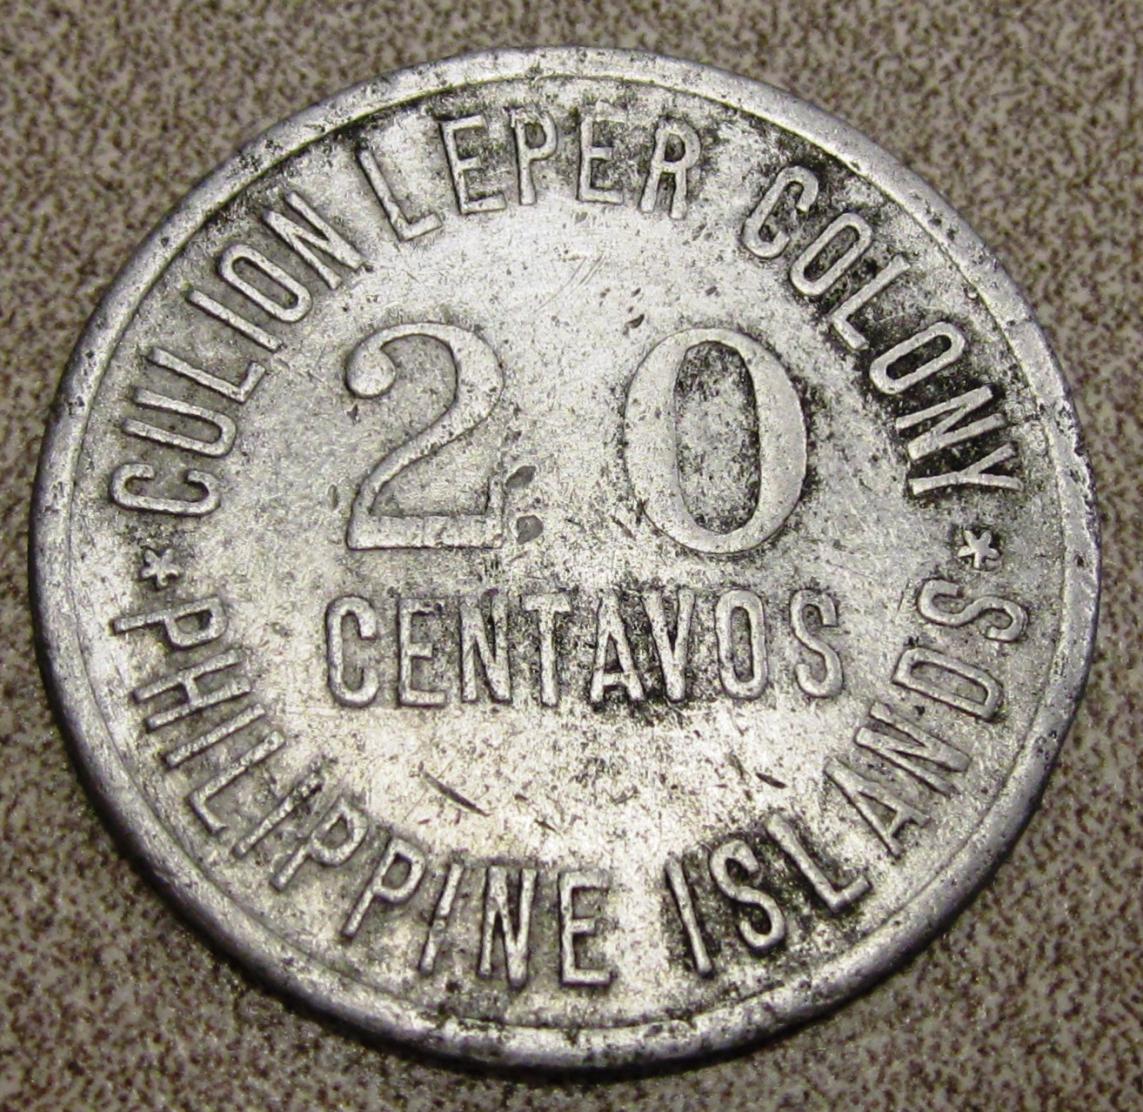 CULION LEPER COLONY
20
CENTAVOS
* PHILIPPINE ISLANDS *